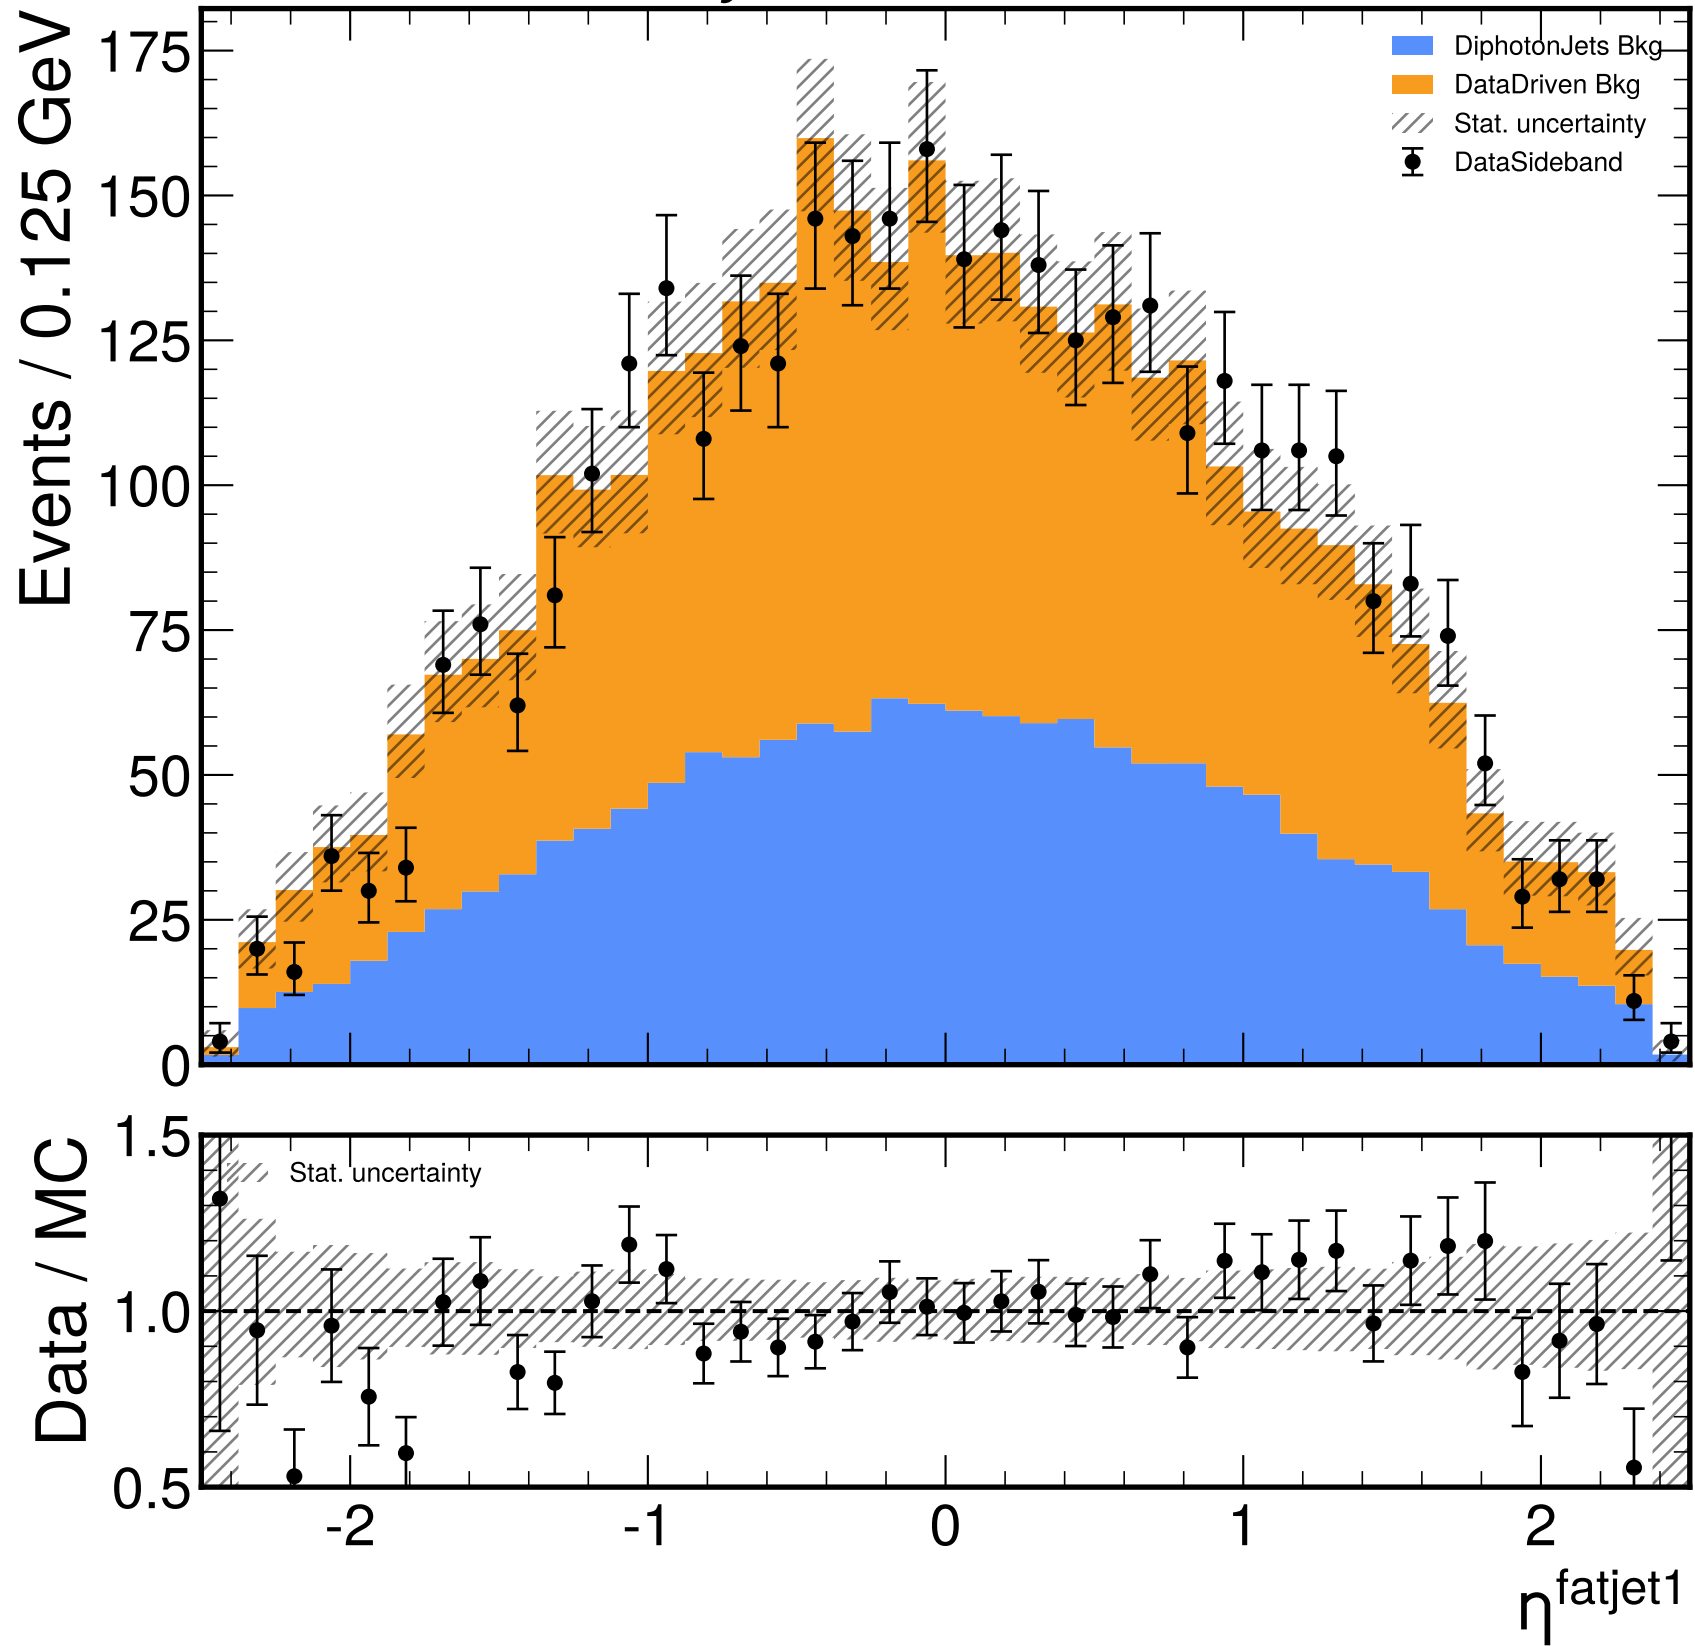 Events / 0.125 GeV
175
150
125
100
75
50
25
0
DiphotonJets Bkg
DataDriven Bkg
Stat. uncertainty
DataSideband
Data / MC
1.5
1.0
0.5
Stat. uncertainty
-2 -1 0 1 2
η^fatjet1